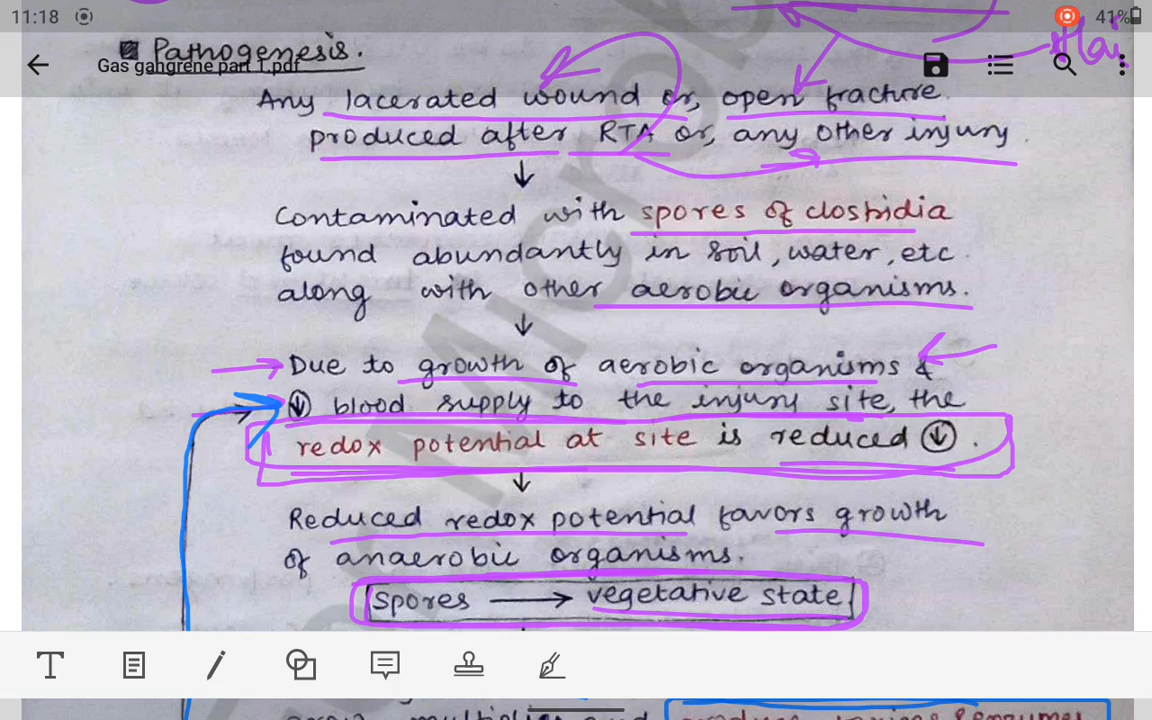 11:18
41%
Pathogenesis.
Gas gangrene part 1.pdf
Any lacerated wound or, open fracture
produced after RTA or, any other injury.
↓
Contaminated with spores of clostridia
found abundantly in soil, water, etc.
along with other aerobic organisms.
↓
Due to growth of aerobic organisms &
↓ blood supply to the injury site, the
redox potential at site is reduced ↓.
↓
Reduced redox potential favors growth
of anaerobic organisms.
Spores → vegetative state
T